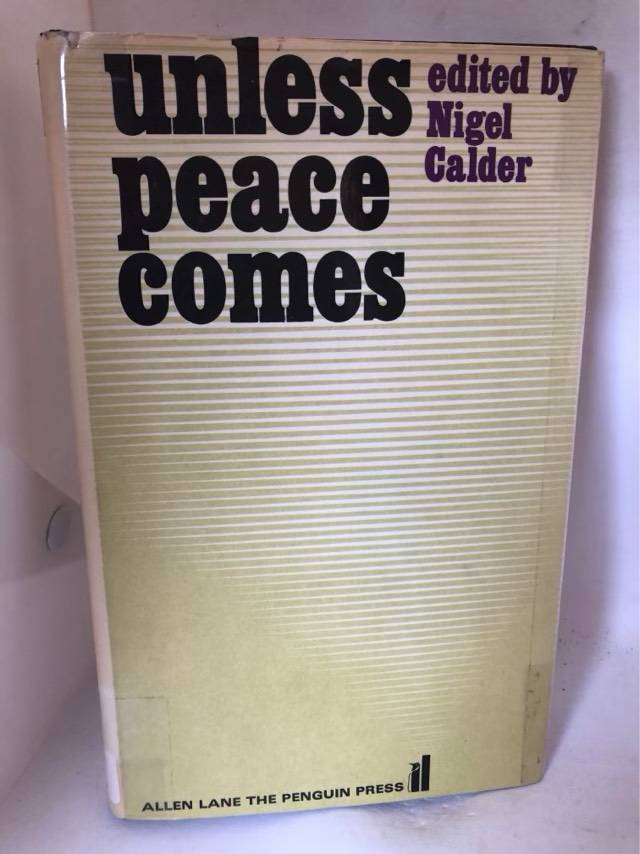 unless
peace
comes
edited by
Nigel
Calder
ALLEN LANE THE PENGUIN PRESS